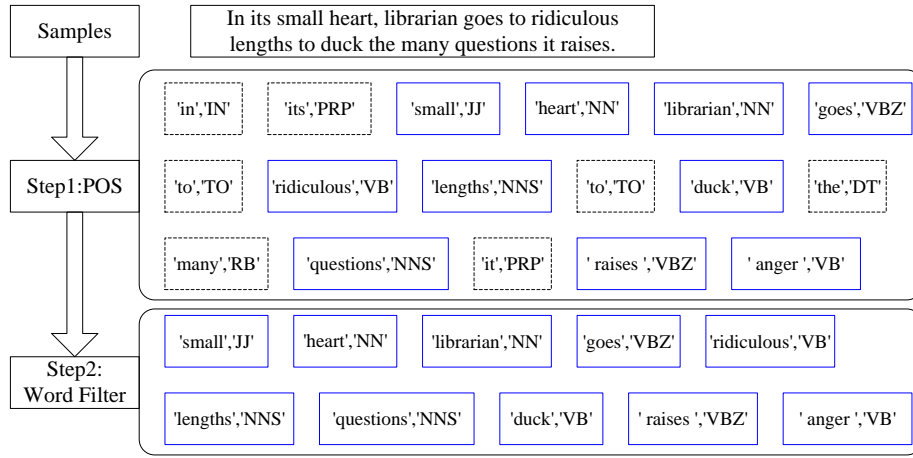 Samples
In its small heart, librarian goes to ridiculous
lengths to duck the many questions it raises.
'in','IN' 'its','PRP' 'small','JJ' 'heart','NN' 'librarian','NN' 'goes','VBZ'
Step1:POS
'to','TO' 'ridiculous','VB' 'lengths','NNS' 'to','TO' 'duck','VB' 'the','DT'
'many','RB' 'questions','NNS' 'it','PRP' ' raises ','VBZ' ' anger ','VB'
Step2:
Word Filter
'small','JJ' 'heart','NN' 'librarian','NN' 'goes','VBZ' 'ridiculous','VB'
'lengths','NNS' 'questions','NNS' 'duck','VB' ' raises ','VBZ' ' anger ','VB'